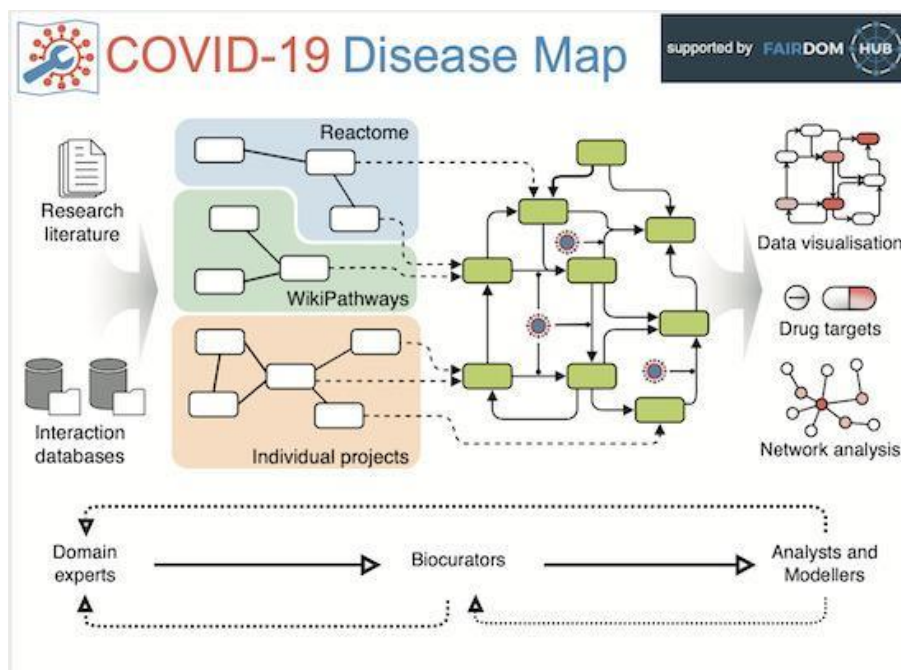 COVID-19 Disease Map
supported by FAIRDOM HUB
Reactome
Research
literature
WikiPathways
Interaction
databases
Individual projects
Data visualisation
Drug targets
Network analysis
Domain
experts
Biocurators
Analysts and
Modellers